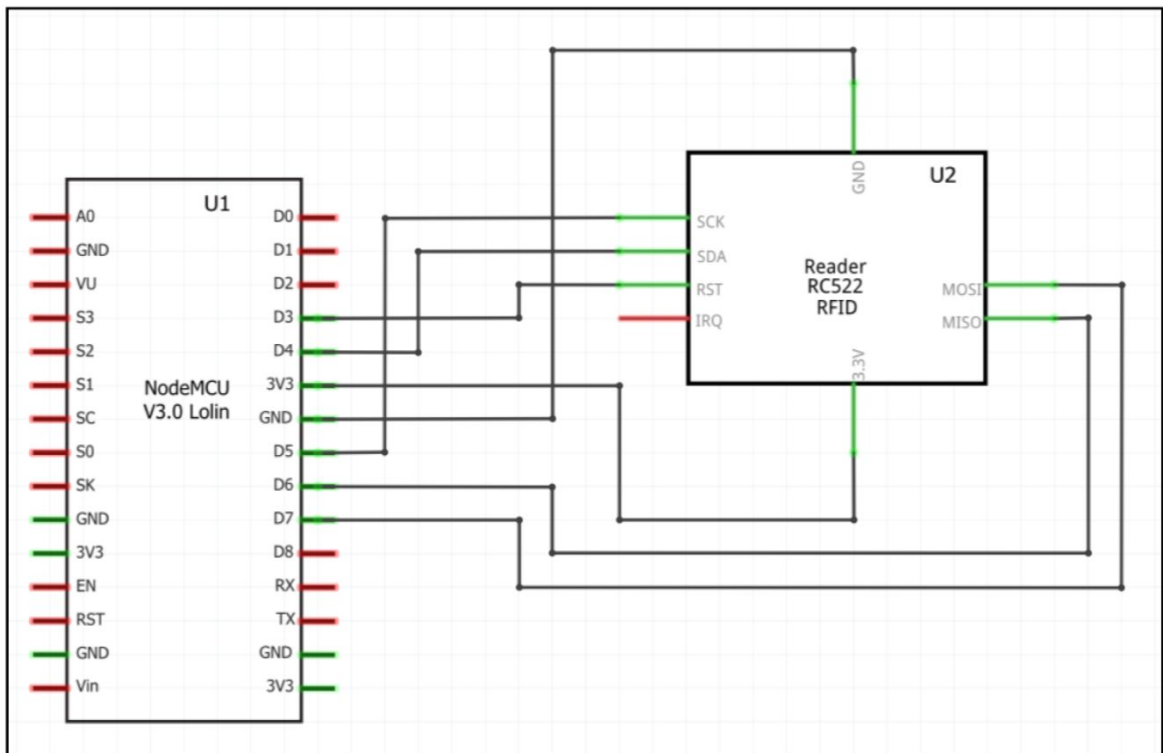 U1
A0
GND
VU
S3
S2
S1
SC
S0
SK
GND
3V3
EN
RST
GND
Vin
NodeMCU
V3.0 Lolin
D0
D1
D2
D3
D4
3V3
GND
D5
D6
D7
D8
RX
TX
GND
3V3
U2
GND
SCK
SDA
RST
IRQ
Reader
RC522
RFID
MOSI
MISO
3.3V